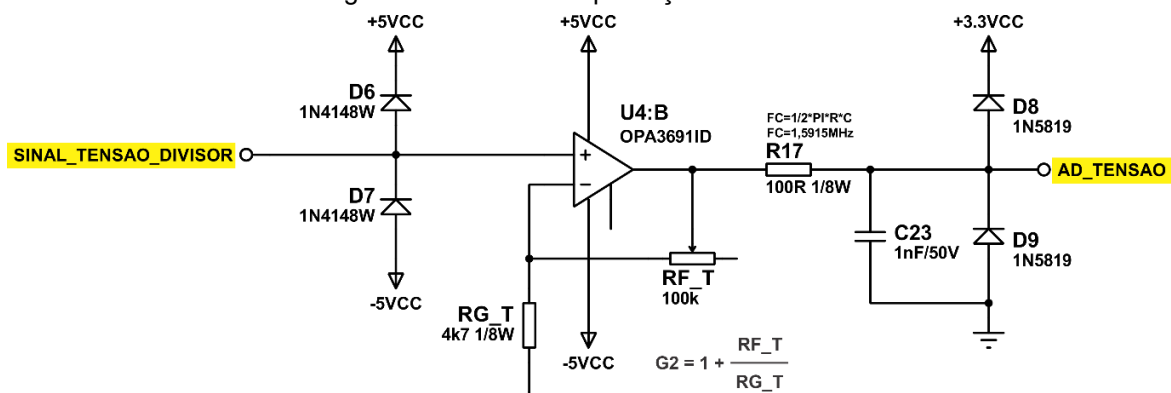 +5VCC
+5VCC
+3.3VCC
D6
1N4148W
U4:B
OPA3691ID
FC=1/2*PI*R*C
FC=1,5915MHz
R17
100R 1/8W
D8
1N5819
SINAL_TENSAO_DIVISOR
+
−
AD_TENSAO
D7
1N4148W
C23
1nF/50V
D9
1N5819
RF_T
100k
-5VCC
RG_T
4k7 1/8W
-5VCC
G2 = 1 + RF_T
RG_T